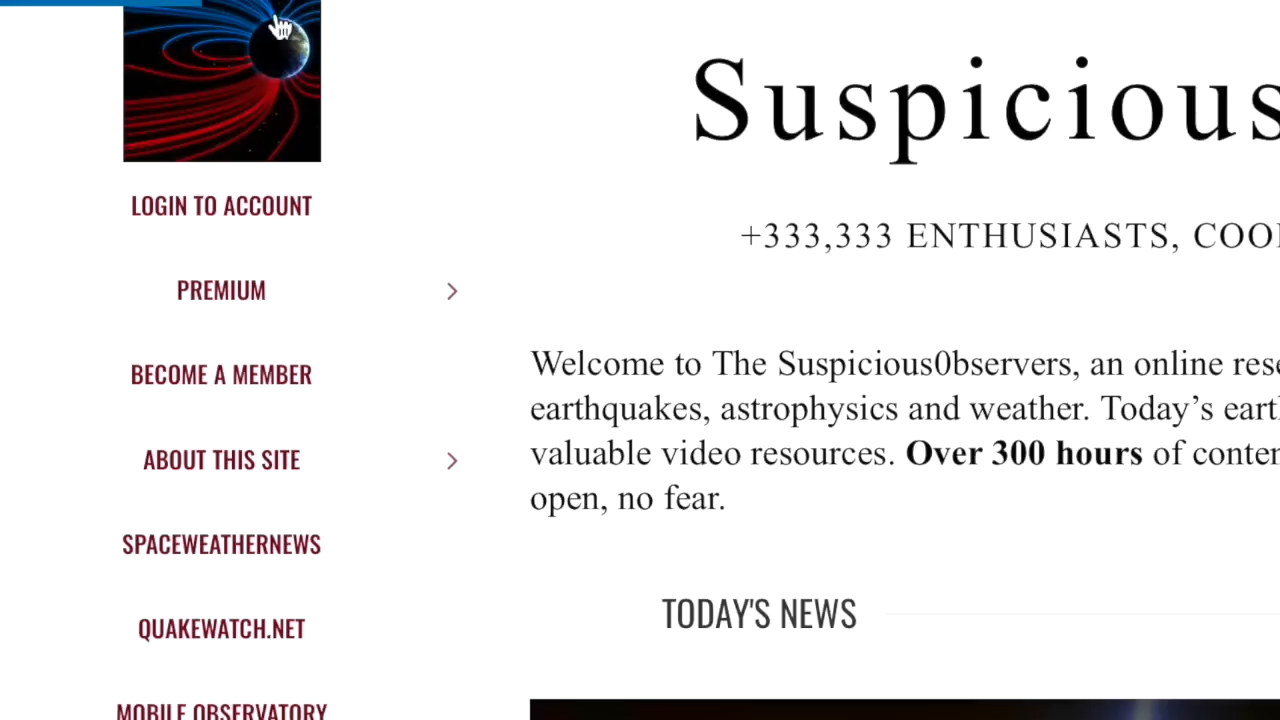 LOGIN TO ACCOUNT
PREMIUM
BECOME A MEMBER
ABOUT THIS SITE
SPACEWEATHERNEWS
QUAKEWATCH.NET
MOBILE OBSERVATORY
Suspicious
+333,333 ENTHUSIASTS,
Welcome to The Suspicious0bservers, an online
earthquakes, astrophysics and weather. Today’s
valuable video resources. Over 300 hours of
open, no fear.
TODAY'S NEWS